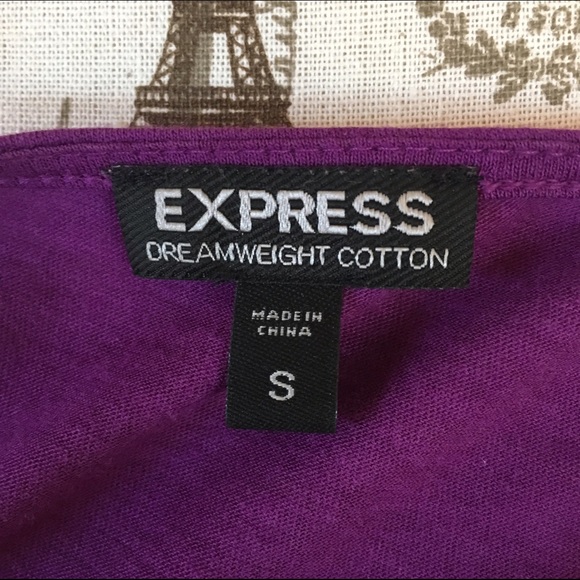 EXPRESS
DREAMWEIGHT COTTON
MADE IN
CHINA
S